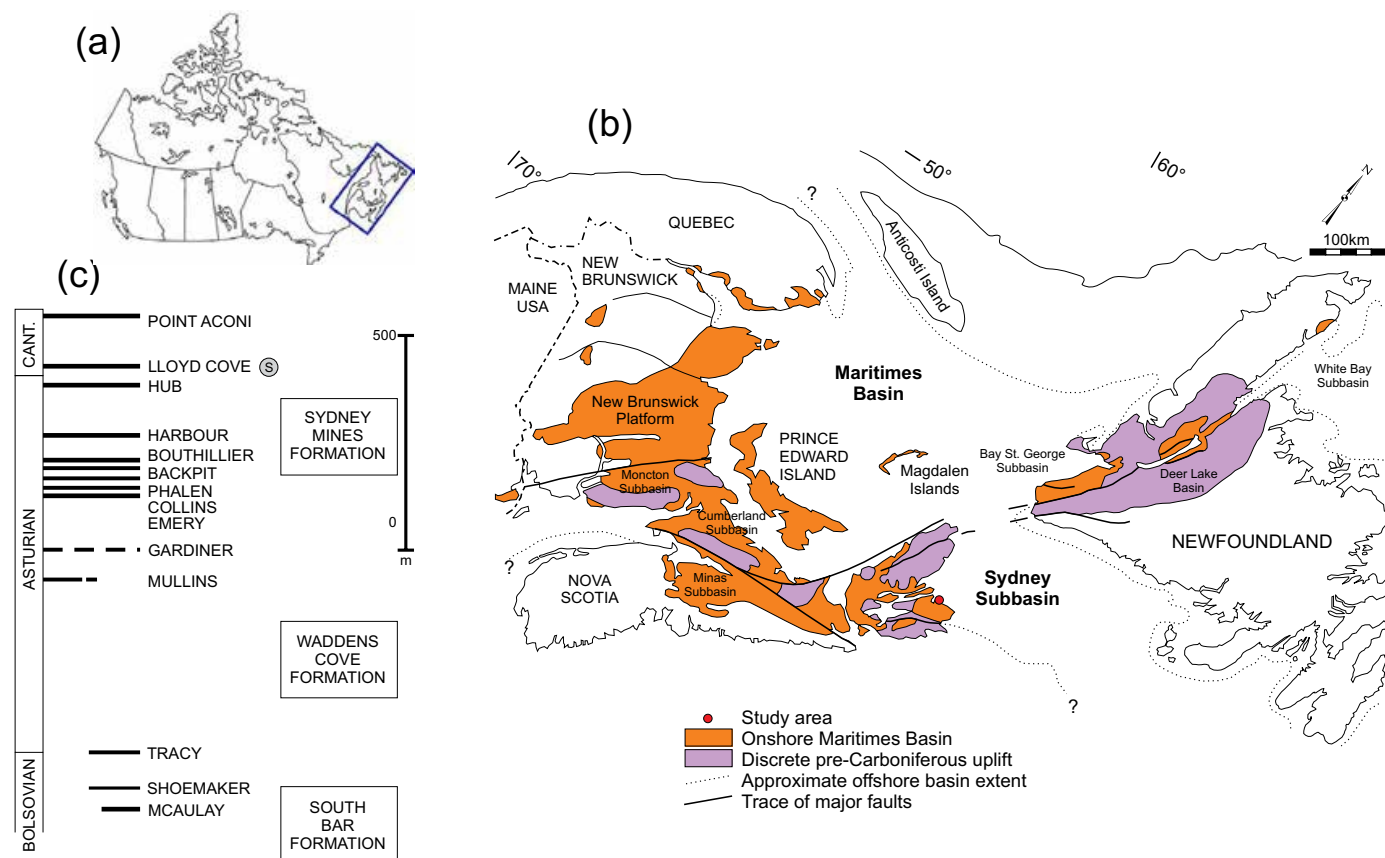 (a)
(b)
70°
50°
60°
N
100km
?
QUEBEC
Anticosti Island
NEW
BRUNSWICK
MAINE
USA
Maritimes
Basin
White Bay
Subbasin
New Brunswick
Platform
PRINCE
EDWARD
ISLAND
Magdalen
Islands
Bay St. George
Subbasin
Deer Lake
Basin
Moncton
Subbasin
Cumberland
Subbasin
NEWFOUNDLAND
?
NOVA
SCOTIA
Minas
Subbasin
Sydney
Subbasin
?
Study area
Onshore Maritimes Basin
Discrete pre-Carboniferous uplift
Approximate offshore basin extent
Trace of major faults
(c)
CANT.
ASTURIAN
BOLSOVIAN
POINT ACONI
LLOYD COVE S
HUB
HARBOUR
BOUTHILLIER
BACKPIT
PHALEN
COLLINS
EMERY
GARDINER
MULLINS
TRACY
SHOEMAKER
MCAULAY
500
0
m
SYDNEY
MINES
FORMATION
WADDENS
COVE
FORMATION
SOUTH
BAR
FORMATION